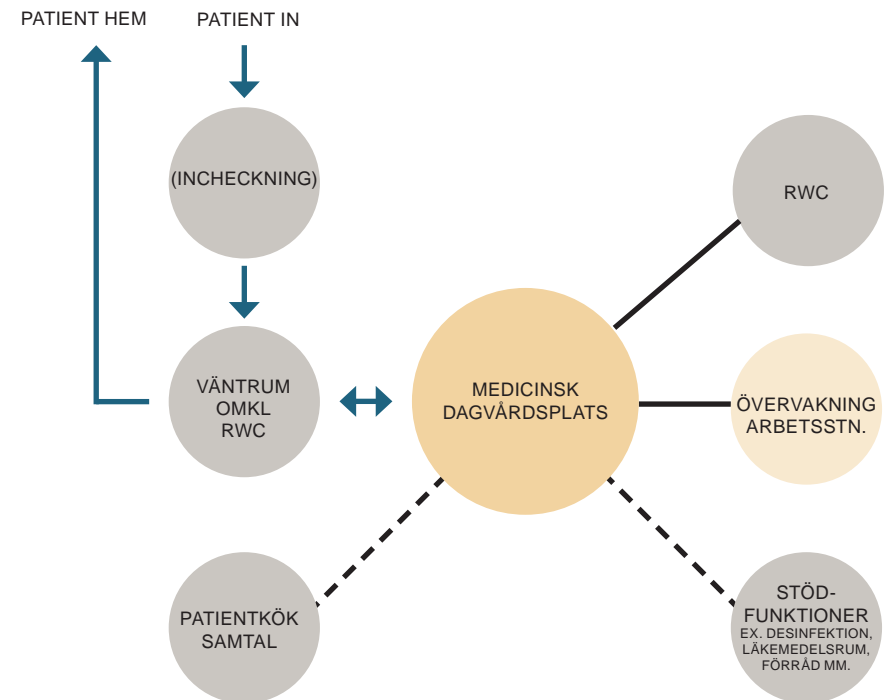 PATIENT HEM
PATIENT IN
(INCHECKNING)
RWC
VÄNTRUM
OMKL
RWC
MEDICINSK
DAGVÅRDSPLATS
ÖVERVAKNING
ARBETSSTN.
PATIENTKÖK
SAMTAL
STÖD-
FUNKTIONER
EX. DESINFEKTION,
LÄKEMEDELSRUM,
FÖRRÅD MM.